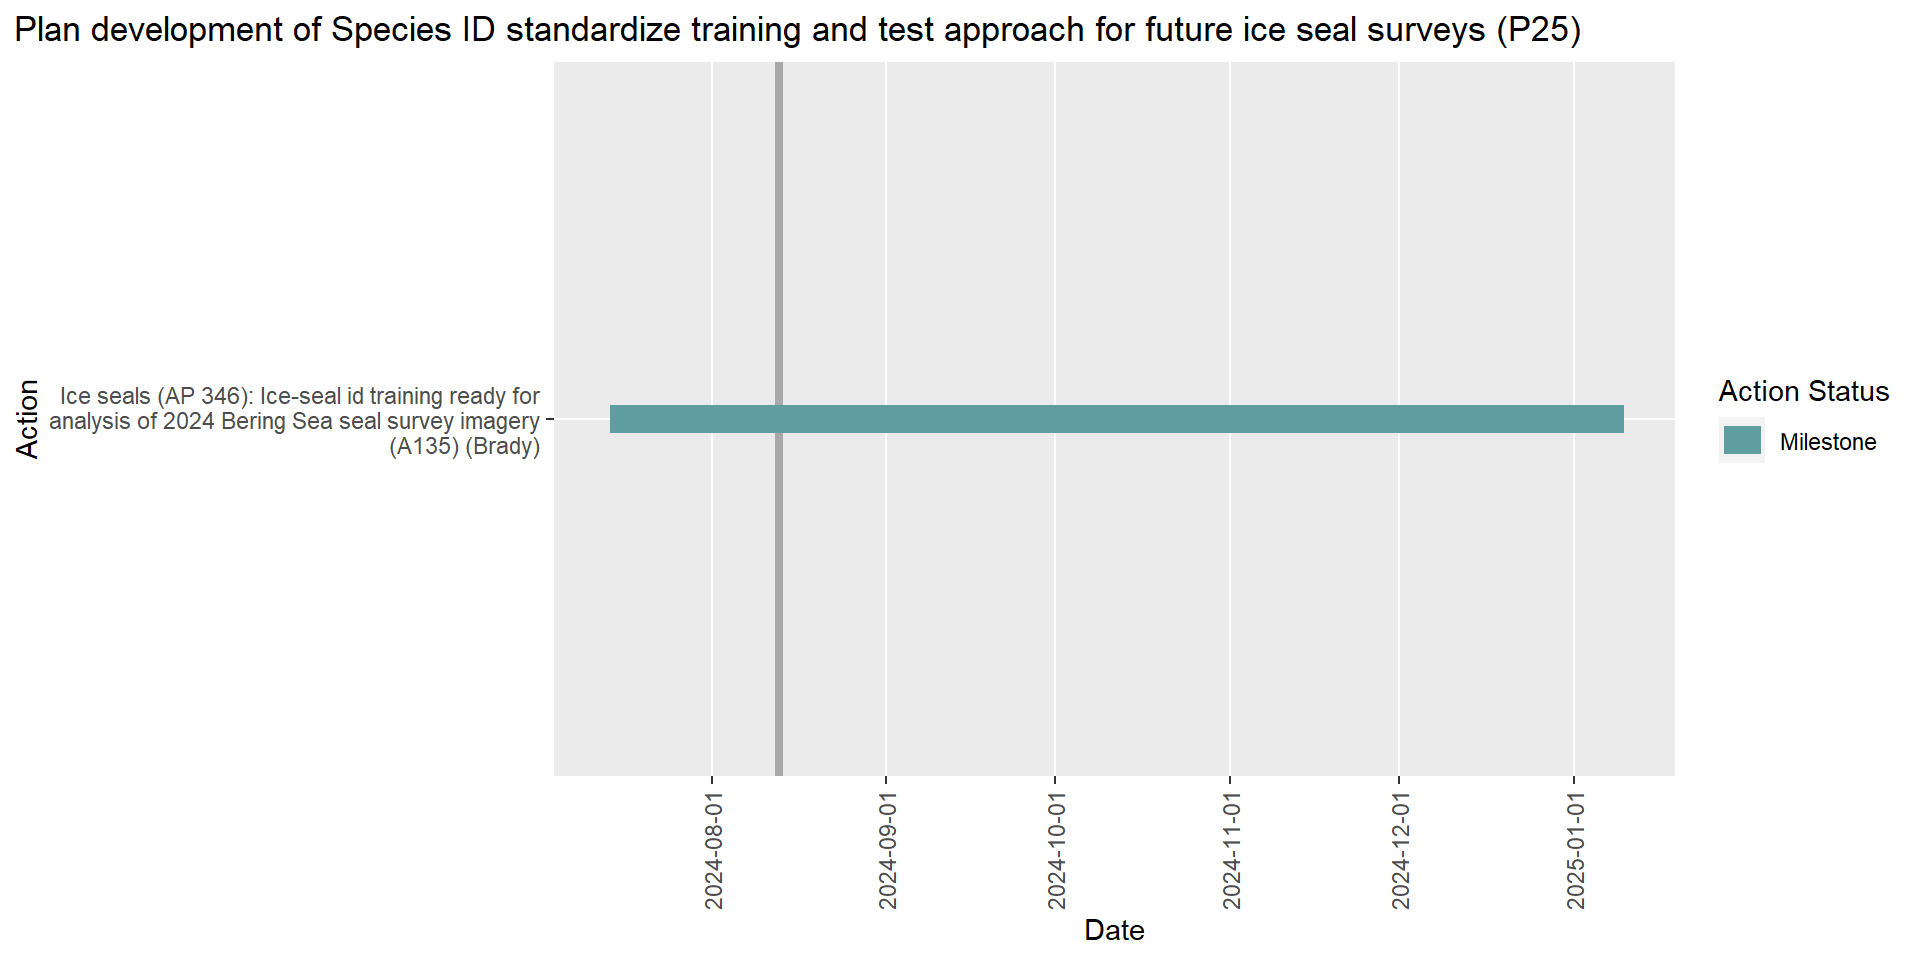 Plan development of Species ID standardize training and test approach for future ice seal surveys (P25)
Action
Ice seals (AP 346): Ice-seal id training ready for
analysis of 2024 Bering Sea seal survey imagery
(A135) (Brady)
Action Status
Milestone
2024-08-01
2024-09-01
2024-10-01
2024-11-01
2024-12-01
2025-01-01
Date